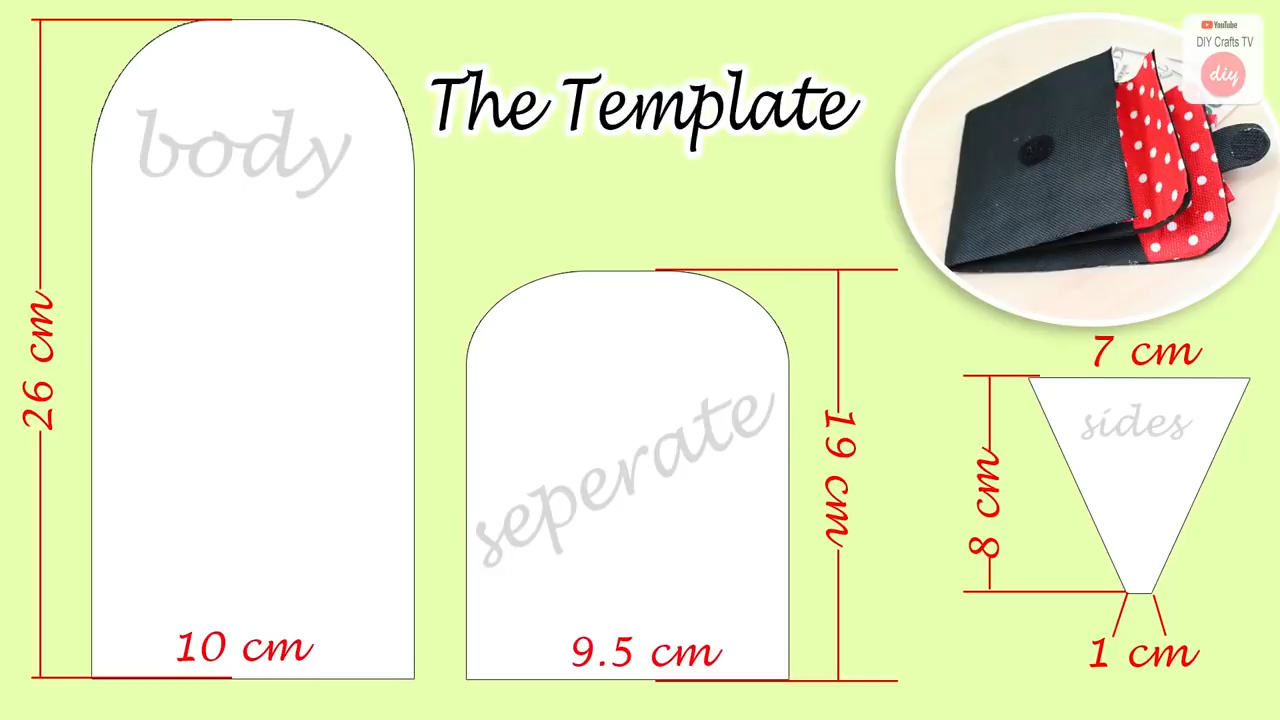 The Template
YouTube
DIY Crafts TV
diy
body
26 cm
10 cm
seperate
19 cm
9.5 cm
7 cm
sides
8 cm
1 cm